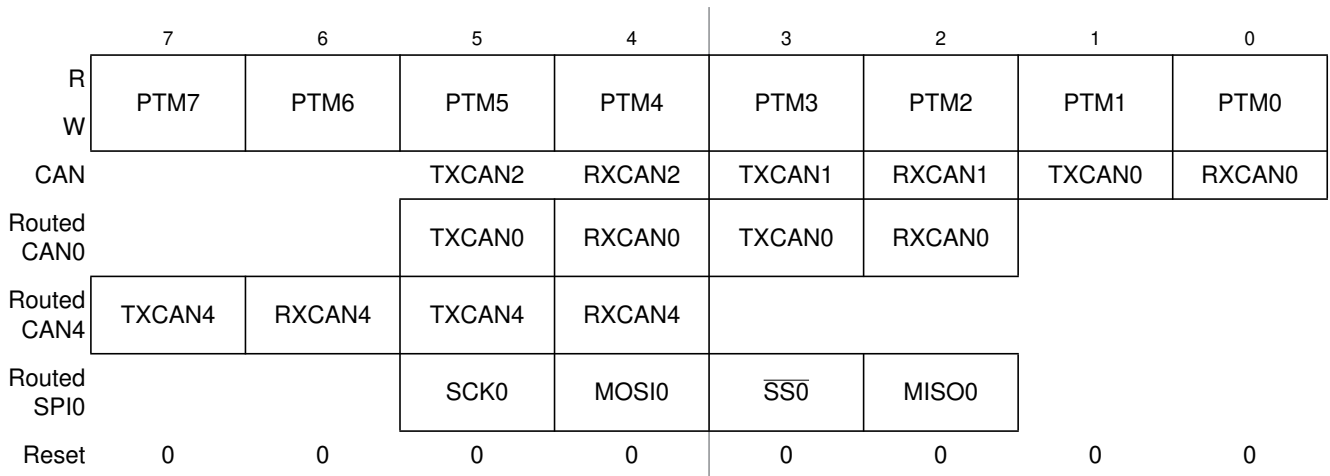 7 6 5 4 3 2 1 0
R
PTM7 PTM6 PTM5 PTM4 PTM3 PTM2 PTM1 PTM0
W
CAN TXCAN2 RXCAN2 TXCAN1 RXCAN1 TXCAN0 RXCAN0
Routed
CAN0 TXCAN0 RXCAN0 TXCAN0 RXCAN0
Routed
CAN4 TXCAN4 RXCAN4 TXCAN4 RXCAN4
Routed
SPI0 SCK0 MOSI0 S̅S̅0̅ MISO0
Reset 0 0 0 0 0 0 0 0